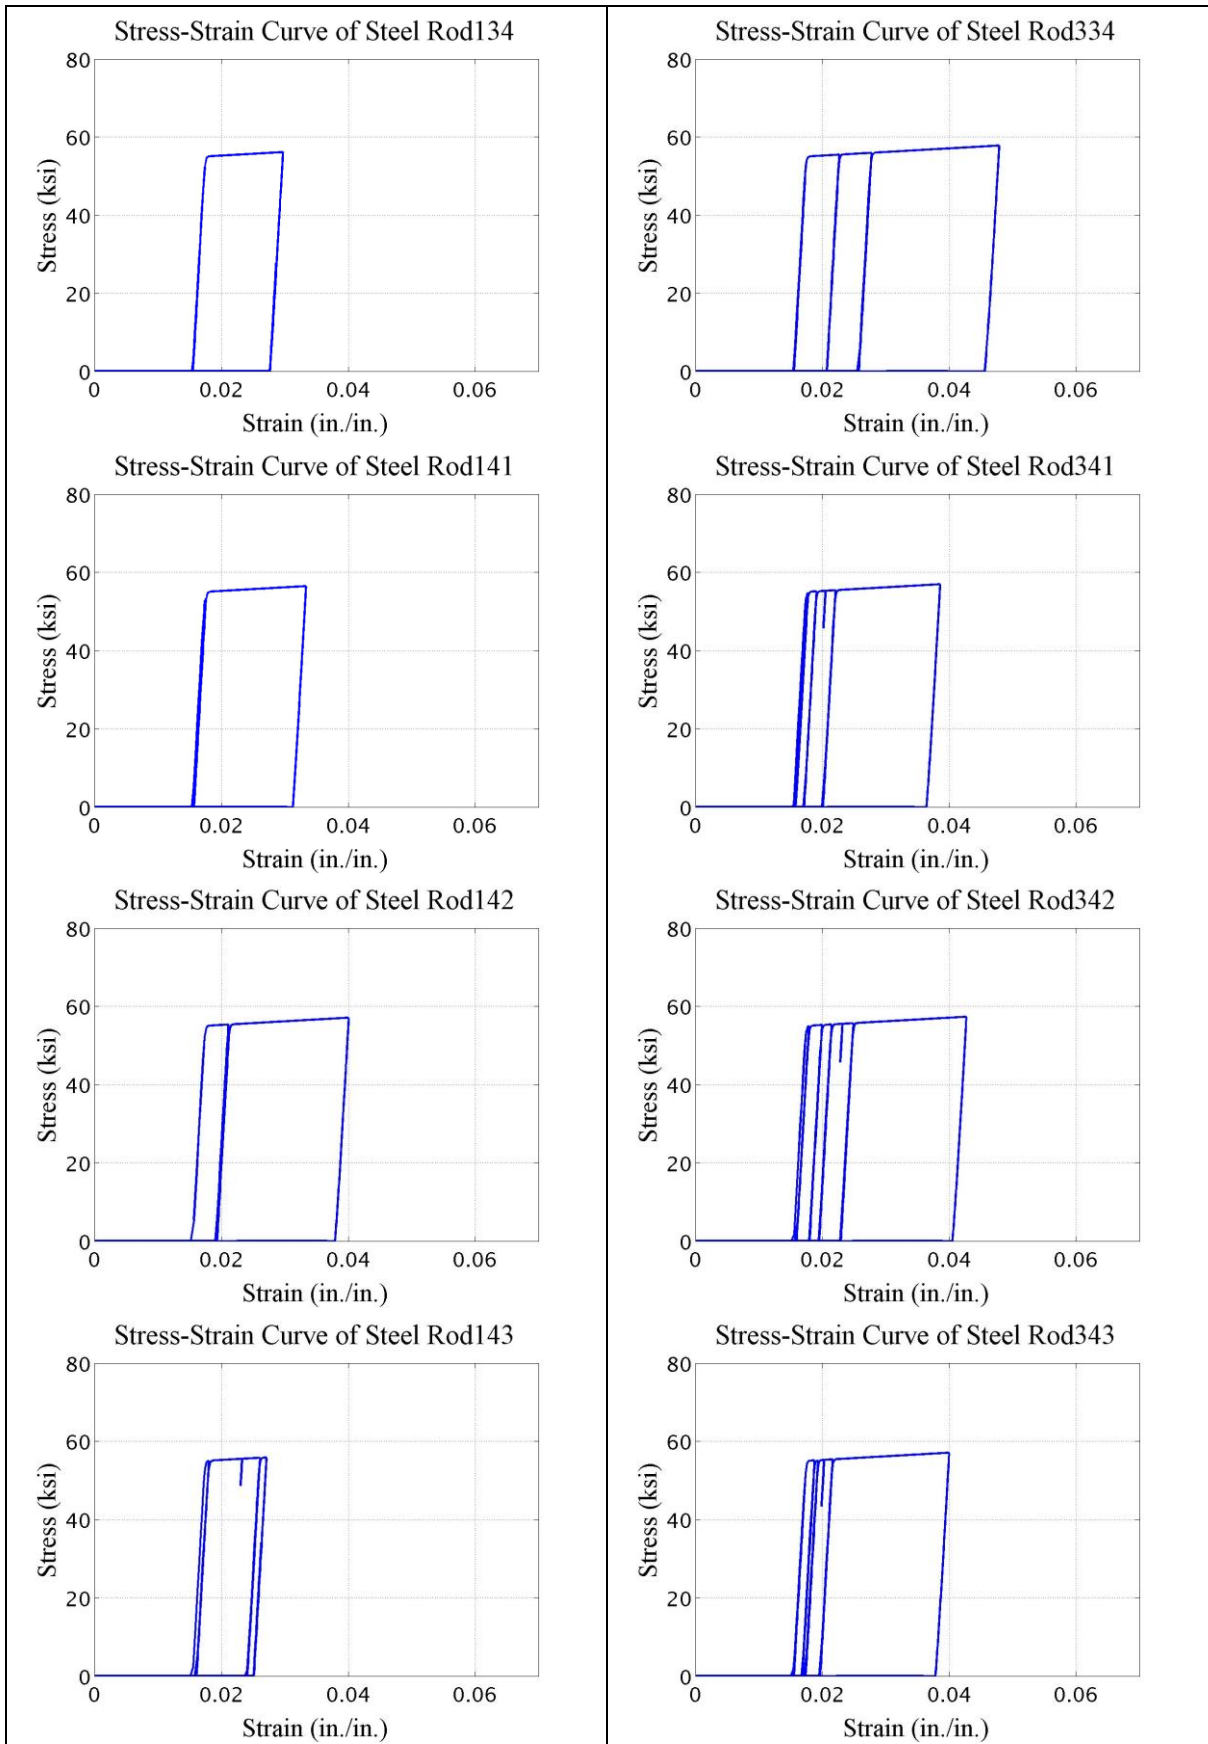 Stress-Strain Curve of Steel Rod134
80
60
40
20
0
Stress (ksi)
0 0.02 0.04 0.06
Strain (in./in.)
Stress-Strain Curve of Steel Rod334
80
60
40
20
0
Stress (ksi)
0 0.02 0.04 0.06
Strain (in./in.)
Stress-Strain Curve of Steel Rod141
80
60
40
20
0
Stress (ksi)
0 0.02 0.04 0.06
Strain (in./in.)
Stress-Strain Curve of Steel Rod341
80
60
40
20
0
Stress (ksi)
0 0.02 0.04 0.06
Strain (in./in.)
Stress-Strain Curve of Steel Rod142
80
60
40
20
0
Stress (ksi)
0 0.02 0.04 0.06
Strain (in./in.)
Stress-Strain Curve of Steel Rod342
80
60
40
20
0
Stress (ksi)
0 0.02 0.04 0.06
Strain (in./in.)
Stress-Strain Curve of Steel Rod143
80
60
40
20
0
Stress (ksi)
0 0.02 0.04 0.06
Strain (in./in.)
Stress-Strain Curve of Steel Rod343
80
60
40
20
0
Stress (ksi)
0 0.02 0.04 0.06
Strain (in./in.)